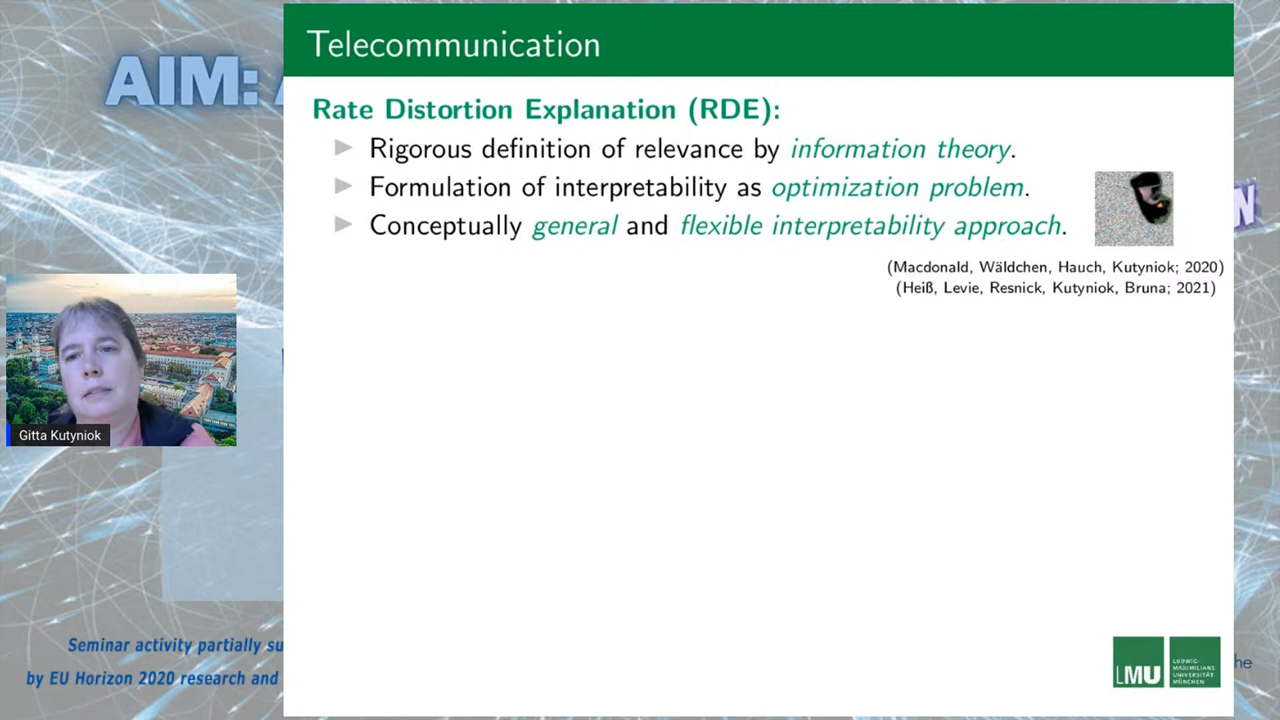 Telecommunication
AIM:
Rate Distortion Explanation (RDE):
Rigorous definition of relevance by information theory.
Formulation of interpretability as optimization problem.
Conceptually general and flexible interpretability approach.
N
(Macdonald, Wäldchen, Hauch, Kutyniok; 2020)
(Heiß, Levie, Resnick, Kutyniok, Bruna; 2021)
Gitta Kutyniok
Seminar activity partially su
by EU Horizon 2020 research and
LMU
LUDWIG-
MAXIMILIANS
UNIVERSITÄT
MÜNCHEN
he